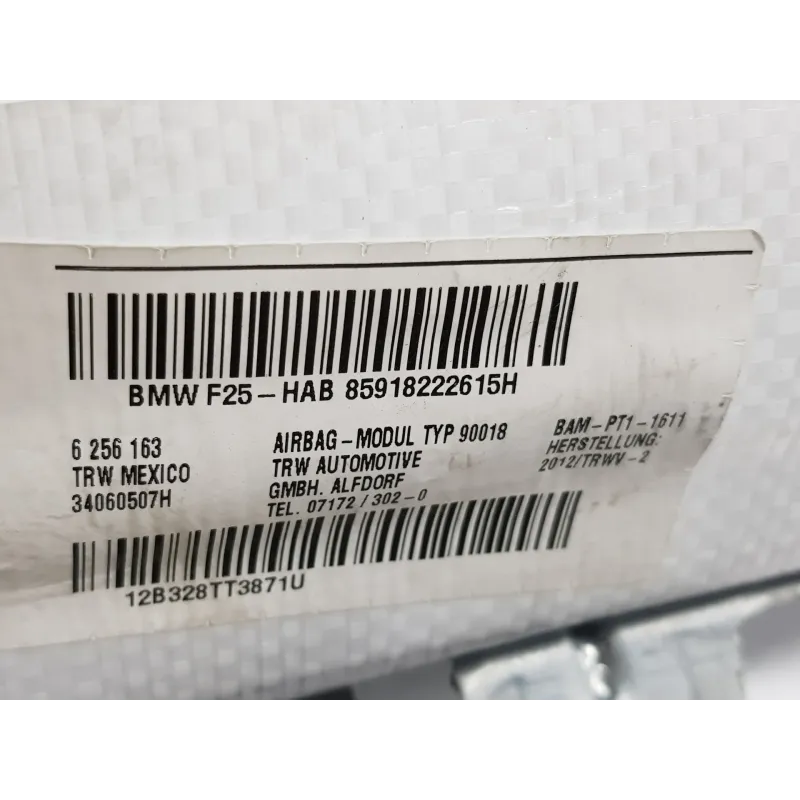 BMW F25-HAB 85918222615H
6 256 163
TRW MEXICO
34060507H
AIRBAG-MODUL TYP 90018
TRW AUTOMOTIVE
GMBH. ALFDORF
TEL. 07172/302-0
BAM-PT1-1611
HERSTELLUNG:
2012/TRWV-2
12B328TT3871U